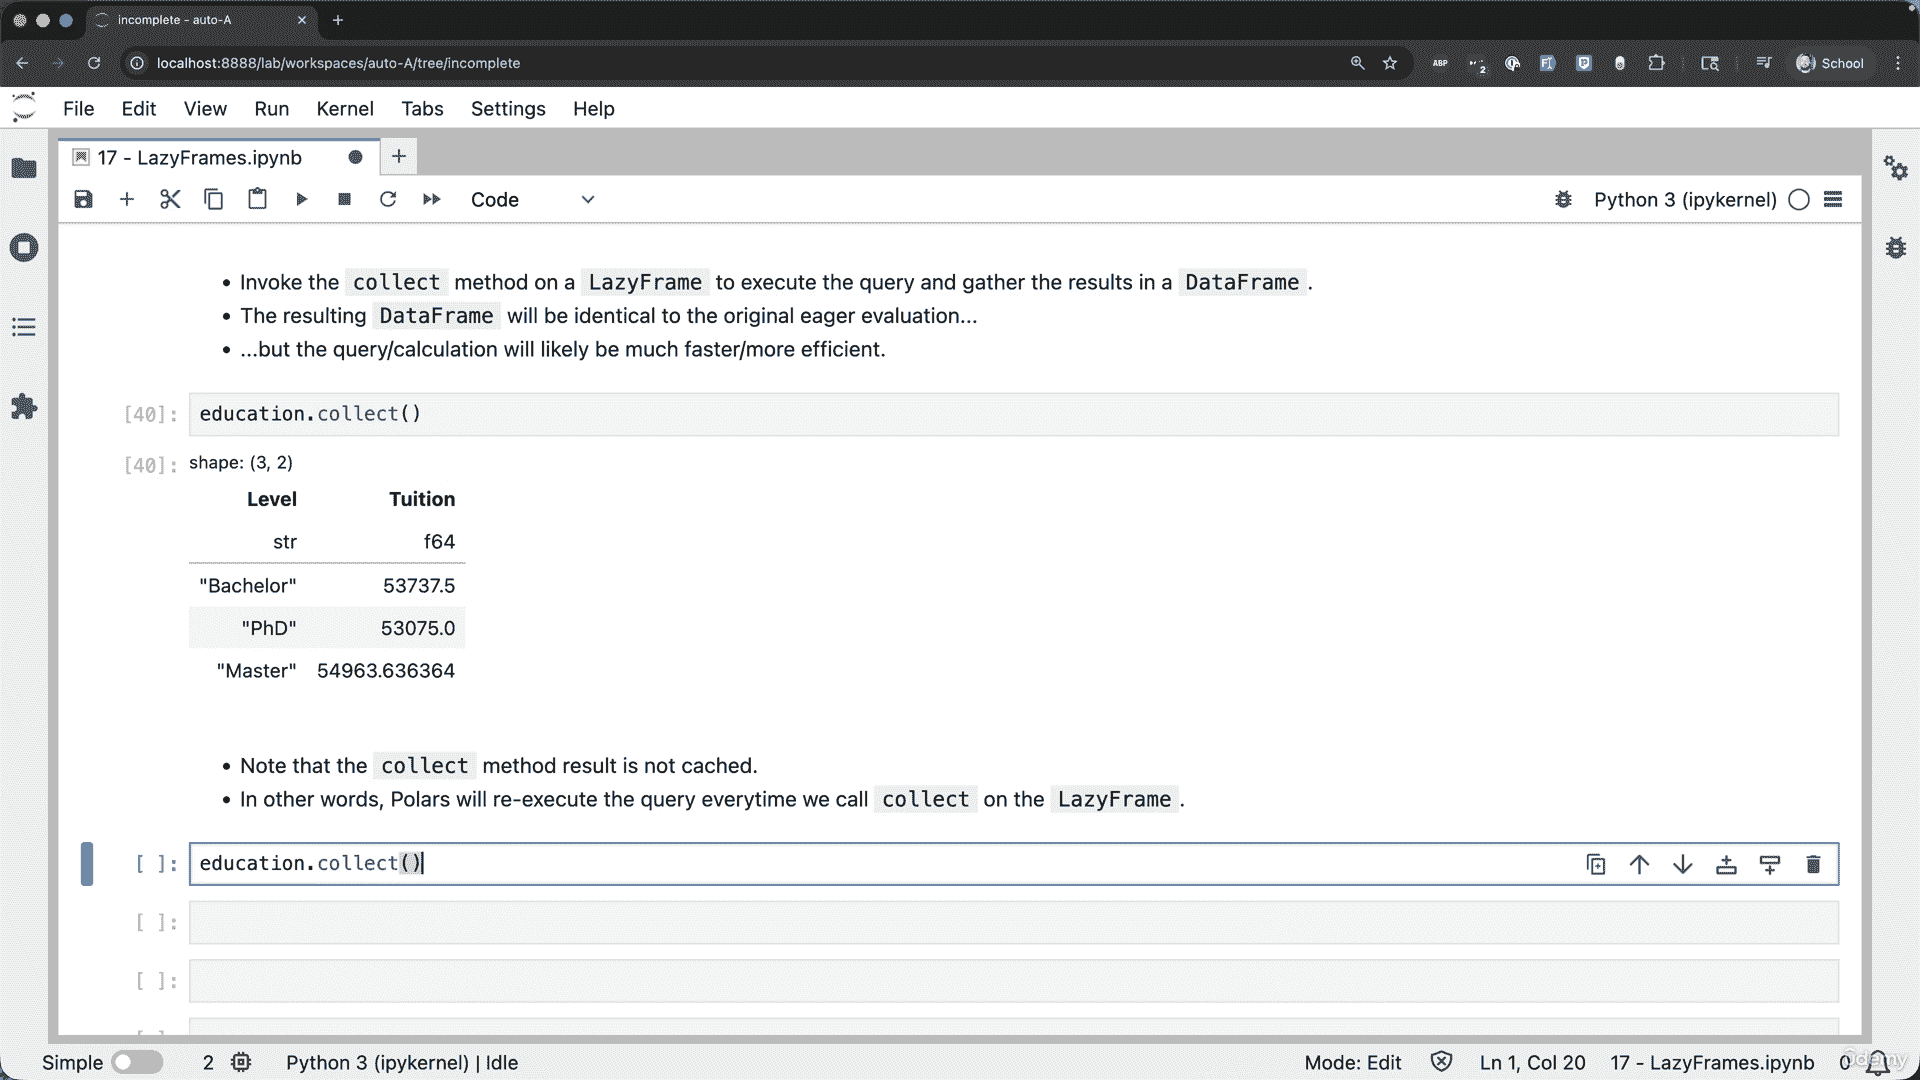 incomplete - auto-A
localhost:8888/lab/workspaces/auto-A/tree/incomplete
ABP
2
School
File Edit View Run Kernel Tabs Settings Help
17 - LazyFrames.ipynb
Code
Python 3 (ipykernel)
• Invoke the collect method on a LazyFrame to execute the query and gather the results in a DataFrame.
• The resulting DataFrame will be identical to the original eager evaluation...
• ...but the query/calculation will likely be much faster/more efficient.
[40]: education.collect()
[40]: shape: (3, 2)
Level Tuition
str f64
"Bachelor" 53737.5
"PhD" 53075.0
"Master" 54963.636364
• Note that the collect method result is not cached.
• In other words, Polars will re-execute the query everytime we call collect on the LazyFrame.
[ ]: education.collect()
[ ]:
[ ]:
[ ]:
Simple 2 Python 3 (ipykernel) | Idle Mode: Edit Ln 1, Col 20 17 - LazyFrames.ipynb 0
udemy